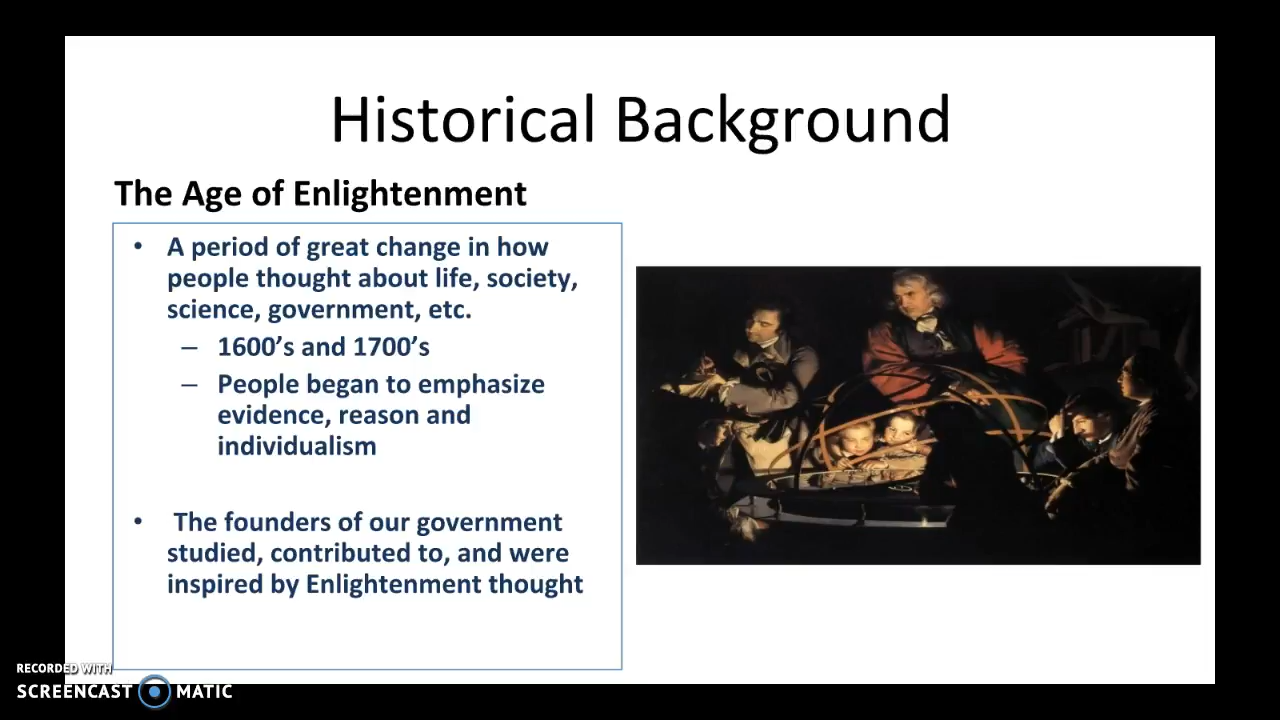 Historical Background
The Age of Enlightenment
• A period of great change in how
people thought about life, society,
science, government, etc.
– 1600’s and 1700’s
– People began to emphasize
evidence, reason and
individualism
• The founders of our government
studied, contributed to, and were
inspired by Enlightenment thought
RECORDED WITH
SCREENCAST MATIC